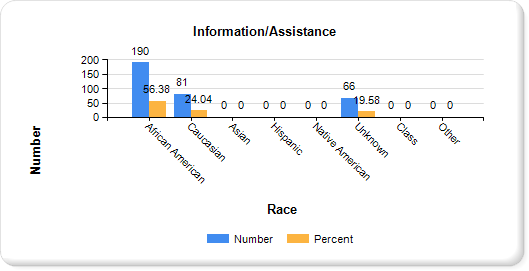 Information/Assistance
Number
200
150
100
50
0
190
56.38
81
24.04
0 0
0 0
0 0
66
19.58
0 0
0 0
African American
Caucasian
Asian
Hispanic
Native American
Unknown
Class
Other
Race
Number Percent